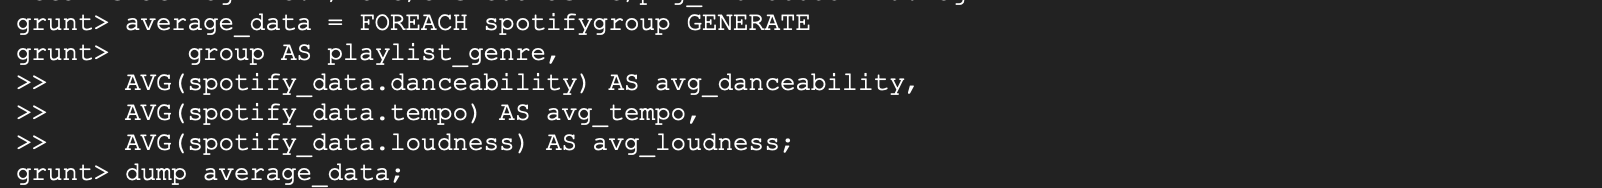 grunt> average_data = FOREACH spotifygroup GENERATE
grunt>     group AS playlist_genre,
>>     AVG(spotify_data.danceability) AS avg_danceability,
>>     AVG(spotify_data.tempo) AS avg_tempo,
>>     AVG(spotify_data.loudness) AS avg_loudness;
grunt> dump average_data;